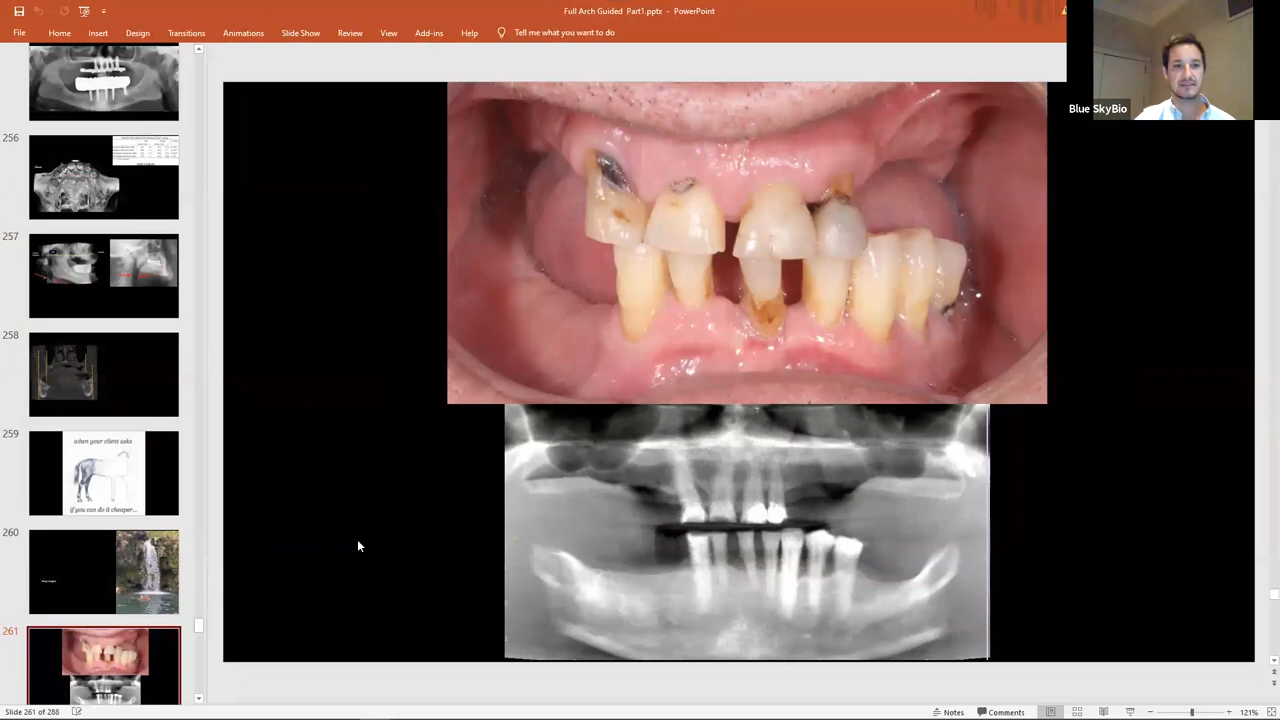 Full Arch Guided Part1.pptx - PowerPoint
File Home Insert Design Transitions Animations Slide Show Review View Add-ins Help Tell me what you want to do
Blue SkyBio
256
257
258
259
when your client asks
if you can do it cheaper...
260
261
Slide 261 of 288
Notes
Comments
121%